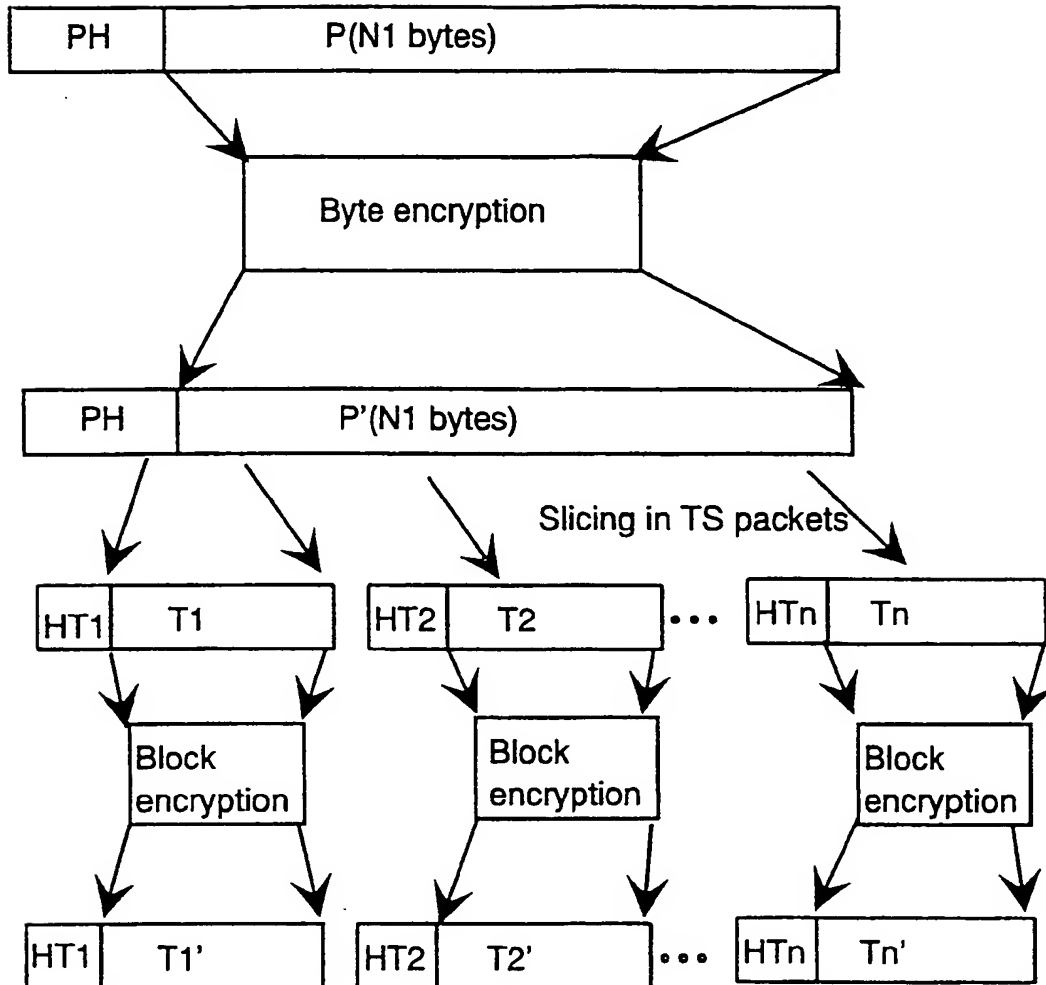 PH P(N1 bytes)
Byte encryption
PH P'(N1 bytes)
Slicing in TS packets
HT1 T1 HT2 T2 ••• HTn Tn
Block
encryption
Block
encryption
Block
encryption
HT1 T1' HT2 T2' ••• HTn Tn'